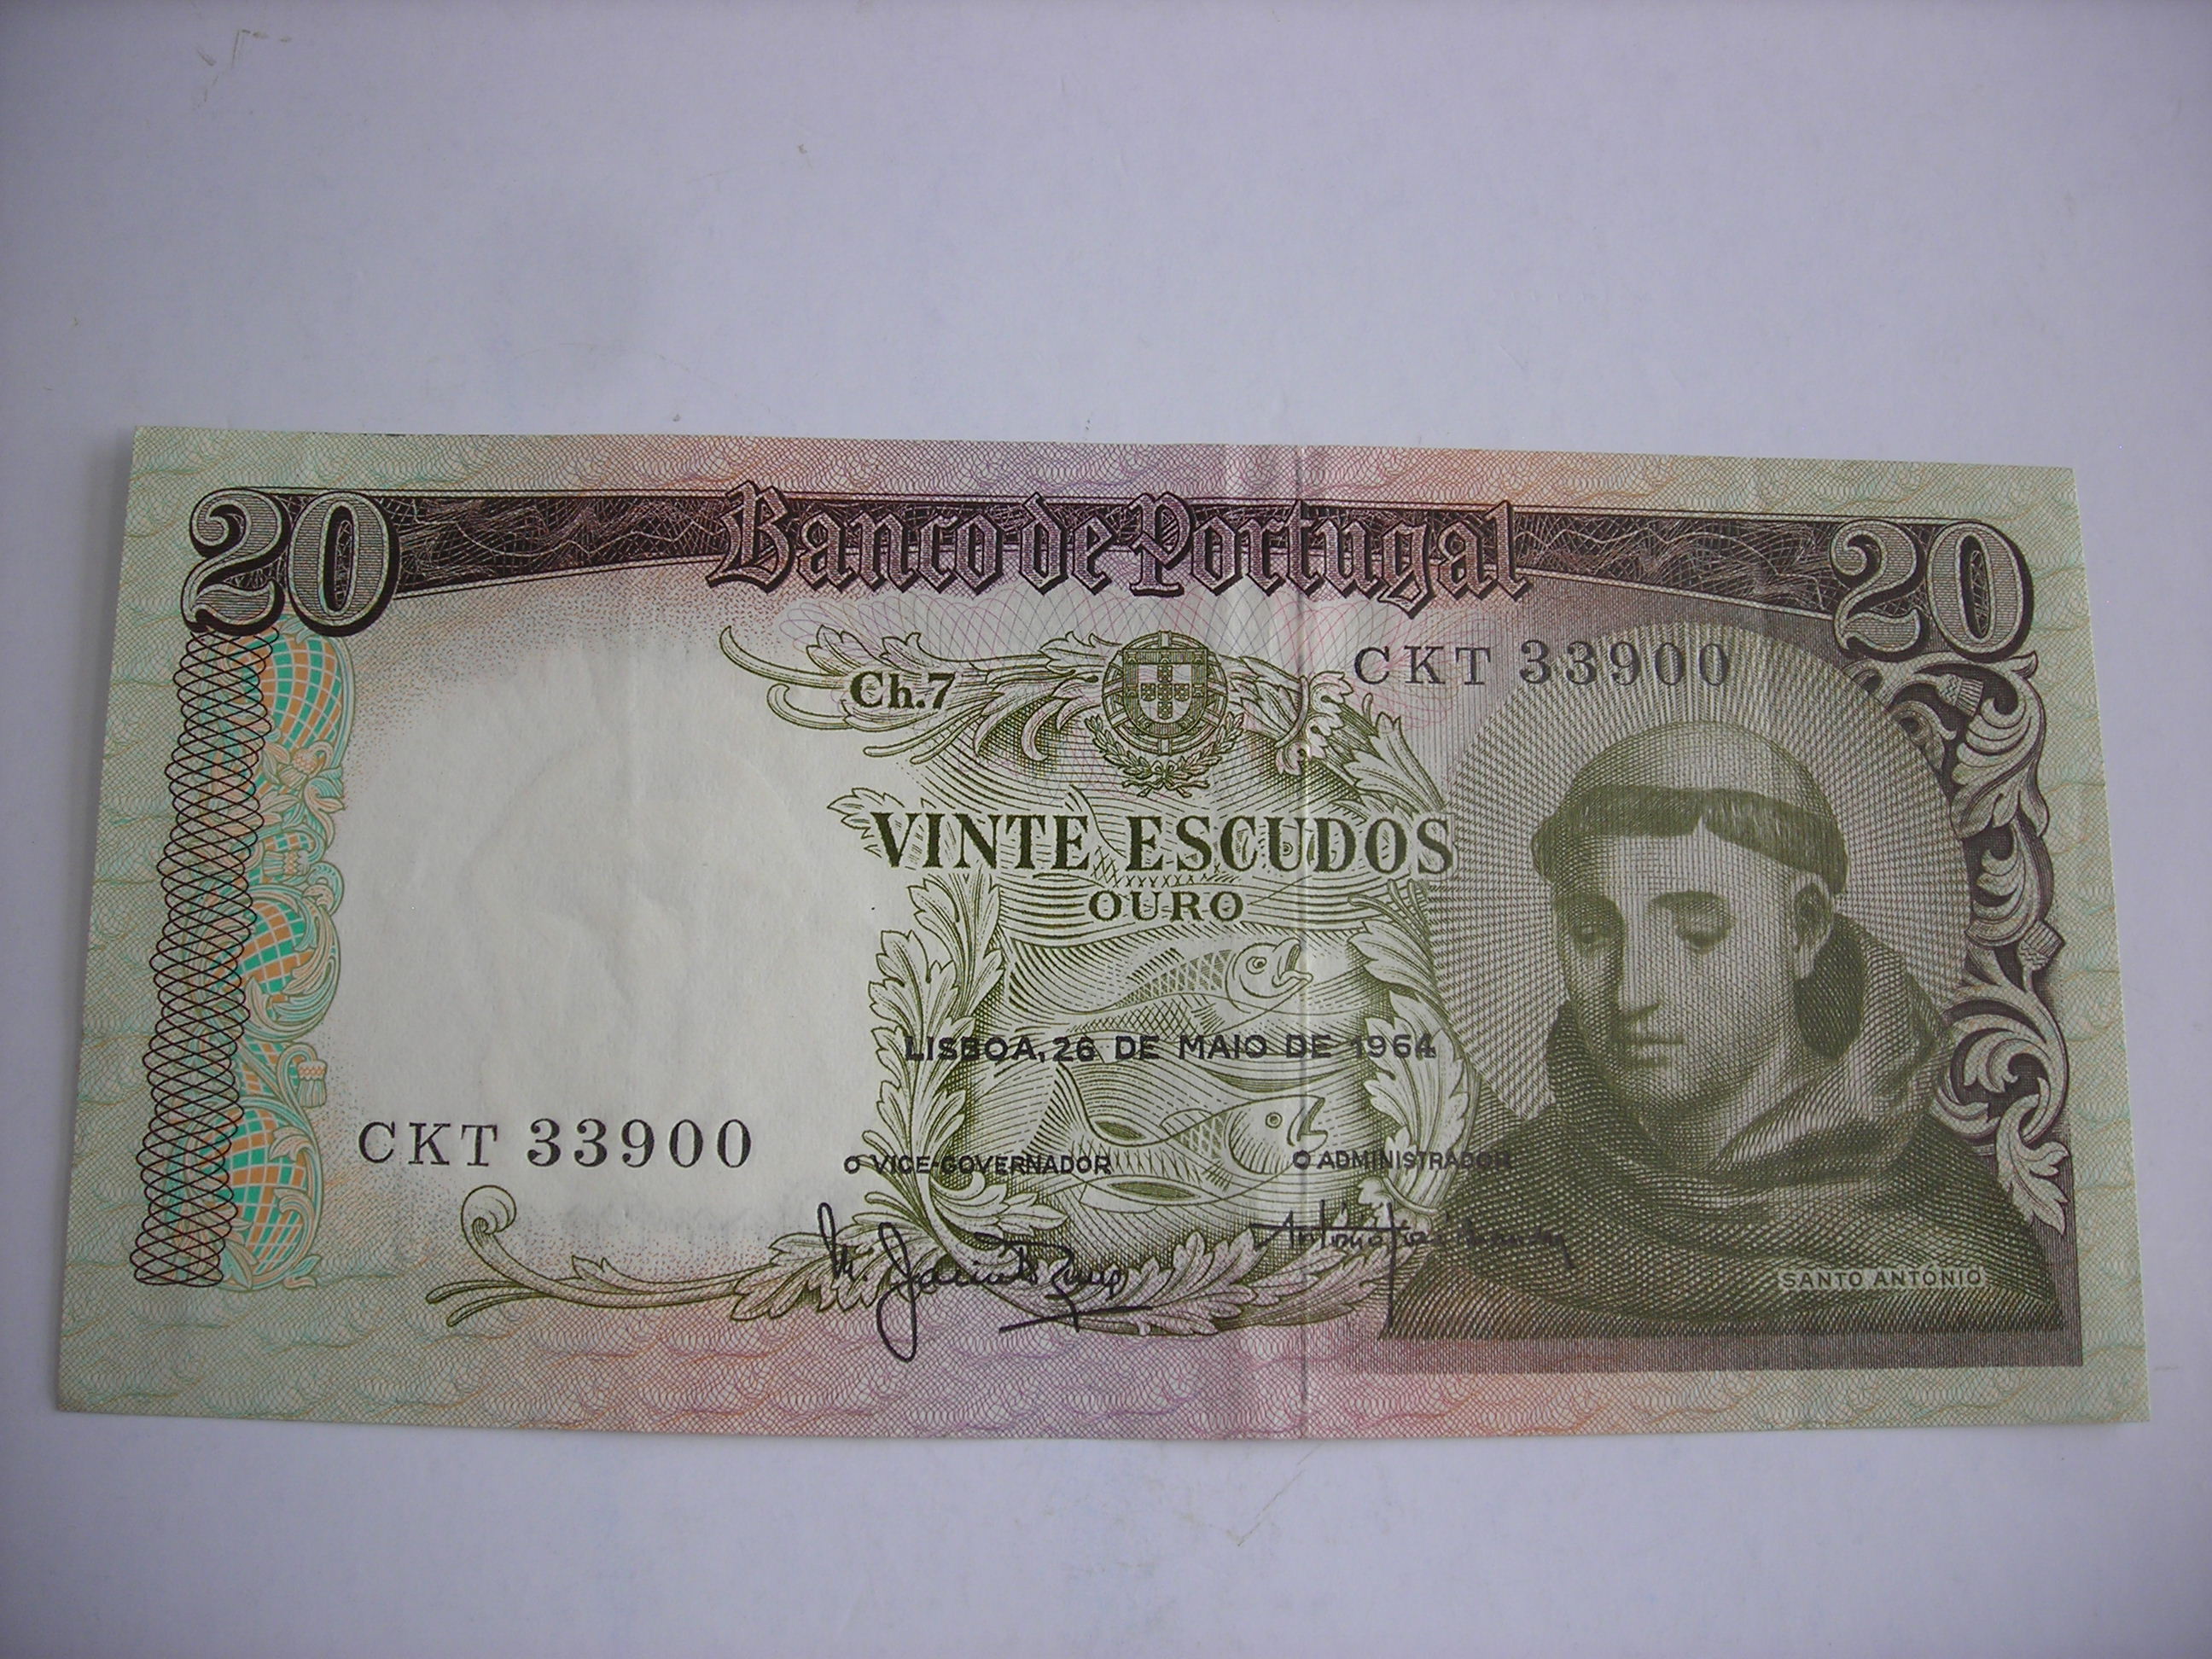 20 Banco de Portugal 20
Ch.7
CKT 33900
VINTE ESCUDOS
OURO
LISBOA, 26 DE MAIO DE 1964
CKT 33900
O VICE-GOVERNADOR
O ADMINISTRADOR
SANTO ANTÓNIO